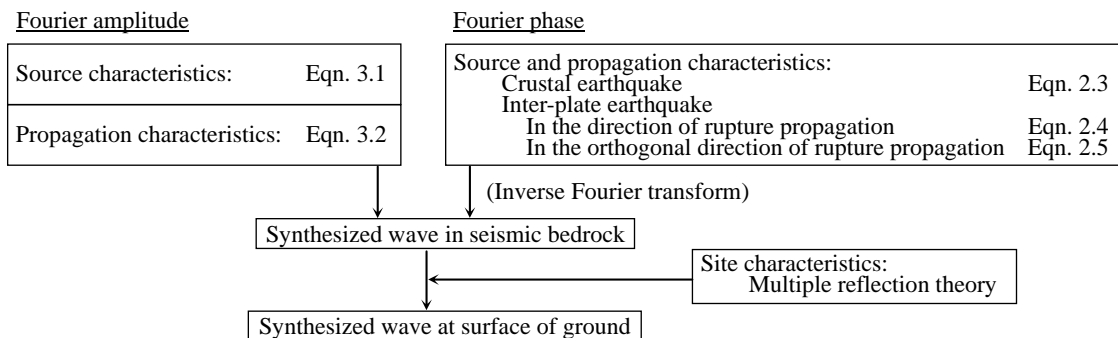 Fourier amplitude
Fourier phase
Source characteristics: Eqn. 3.1
Propagation characteristics: Eqn. 3.2
Source and propagation characteristics:
Crustal earthquake Eqn. 2.3
Inter-plate earthquake
In the direction of rupture propagation Eqn. 2.4
In the orthogonal direction of rupture propagation Eqn. 2.5
(Inverse Fourier transform)
Synthesized wave in seismic bedrock
Site characteristics:
Multiple reflection theory
Synthesized wave at surface of ground